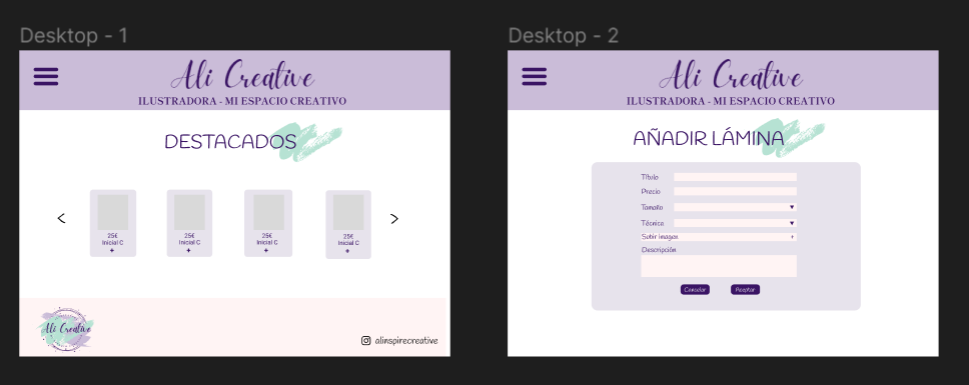 Desktop - 1
Ali Creative
ILUSTRADORA - MI ESPACIO CREATIVO
DESTACADOS
<
25€
Inicial C
+
25€
Inicial C
+
25€
Inicial C
+
25€
Inicial C
+
>
Ali Creative
alinspirecreative
Desktop - 2
Ali Creative
ILUSTRADORA - MI ESPACIO CREATIVO
AÑADIR LÁMINA
Título
Precio
Tamaño
Técnica
Subir imagen
+
Descripción
Cancelar
Aceptar